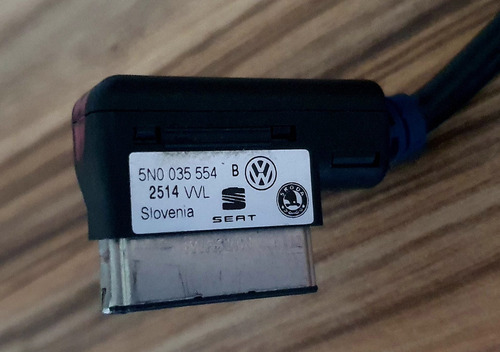 5N0 035 554 B
2514 VVL
Slovenia
SEAT
SKODA